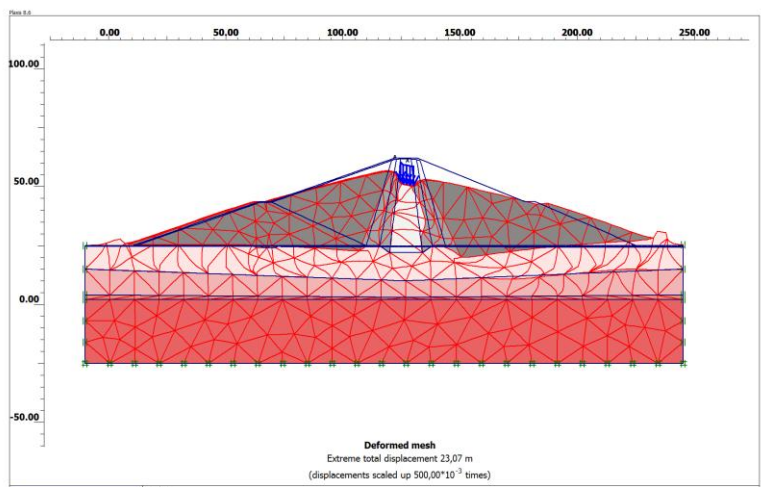 Plaxis 8.6
0.00 50.00 100.00 150.00 200.00 250.00
100.00
50.00
0.00
-50.00
Deformed mesh
Extreme total displacement 23,07 m
(displacements scaled up 500,00*10⁻³ times)